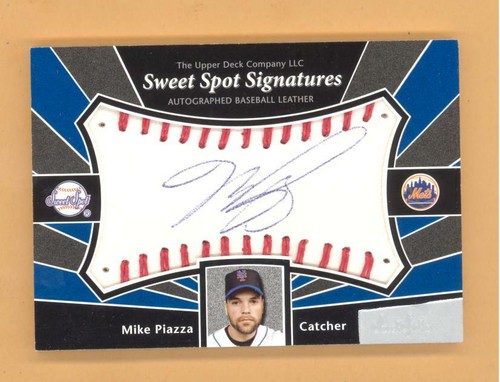 The Upper Deck Company LLC
Sweet Spot Signatures
AUTOGRAPHED BASEBALL LEATHER
Sweet Spot
®
Mets
Mike Piazza
Catcher